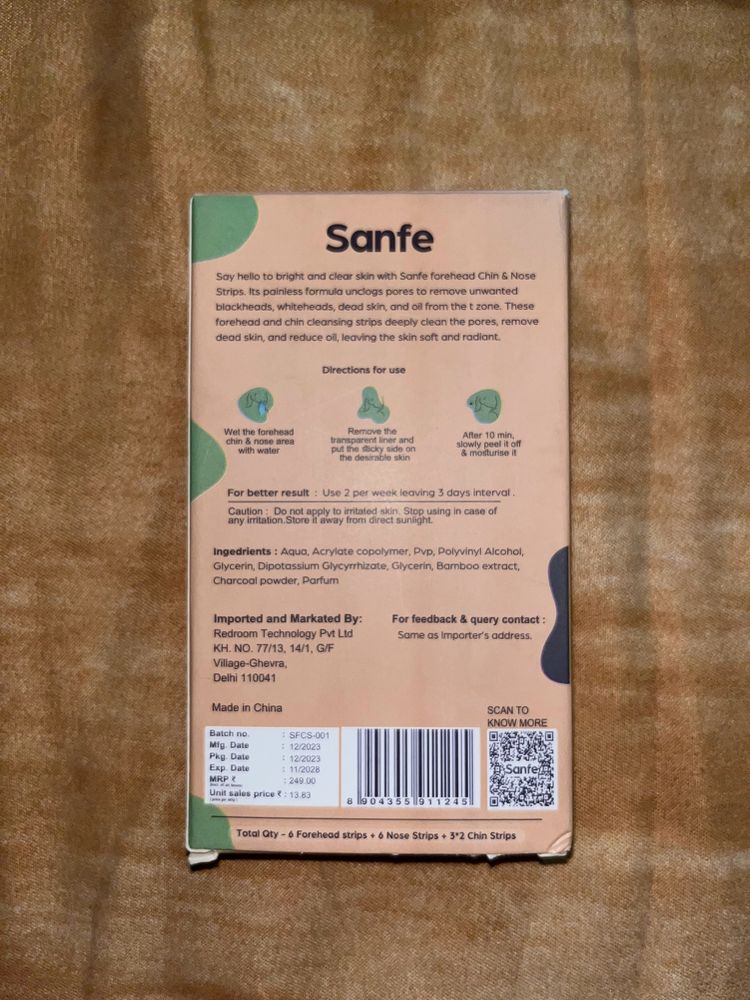 Sanfe
Say hello to bright and clear skin with Sanfe forehead Chin & Nose
Strips. Its painless formula unclogs pores to remove unwanted
blackheads, whiteheads, dead skin, and oil from the t zone. These
forehead and chin cleansing strips deeply clean the pores, remove
dead skin, and reduce oil, leaving the skin soft and radiant.
Directions for use
Wet the forehead
chin & nose area
with water
Remove the
transparent liner and
put the sticky side on
the desirable skin
After 10 min,
slowly peel it off
& mosturise it
For better result : Use 2 per week leaving 3 days interval .
Caution : Do not apply to irritated skin. Stop using in case of
any irritation.Store it away from direct sunlight.
Ingedrients : Aqua, Acrylate copolymer, Pvp, Polyvinyl Alcohol,
Glycerin, Dipotassium Glycyrrhizate, Glycerin, Bamboo extract,
Charcoal powder, Parfum
Imported and Markated By:
Redroom Technology Pvt Ltd
KH. NO. 77/13, 14/1, G/F
Village-Ghevra,
Delhi 110041
For feedback & query contact :
Same as Importer's address.
Made in China
Batch no. : SFCS-001
Mfg. Date : 12/2023
Pkg. Date : 12/2023
Exp. Date : 11/2028
MRP ₹ : 249.00
Unit sales price ₹ : 13.83
8 904355 911245
SCAN TO
KNOW MORE
Sanfe
Total Qty - 6 Forehead strips + 6 Nose Strips + 3*2 Chin Strips